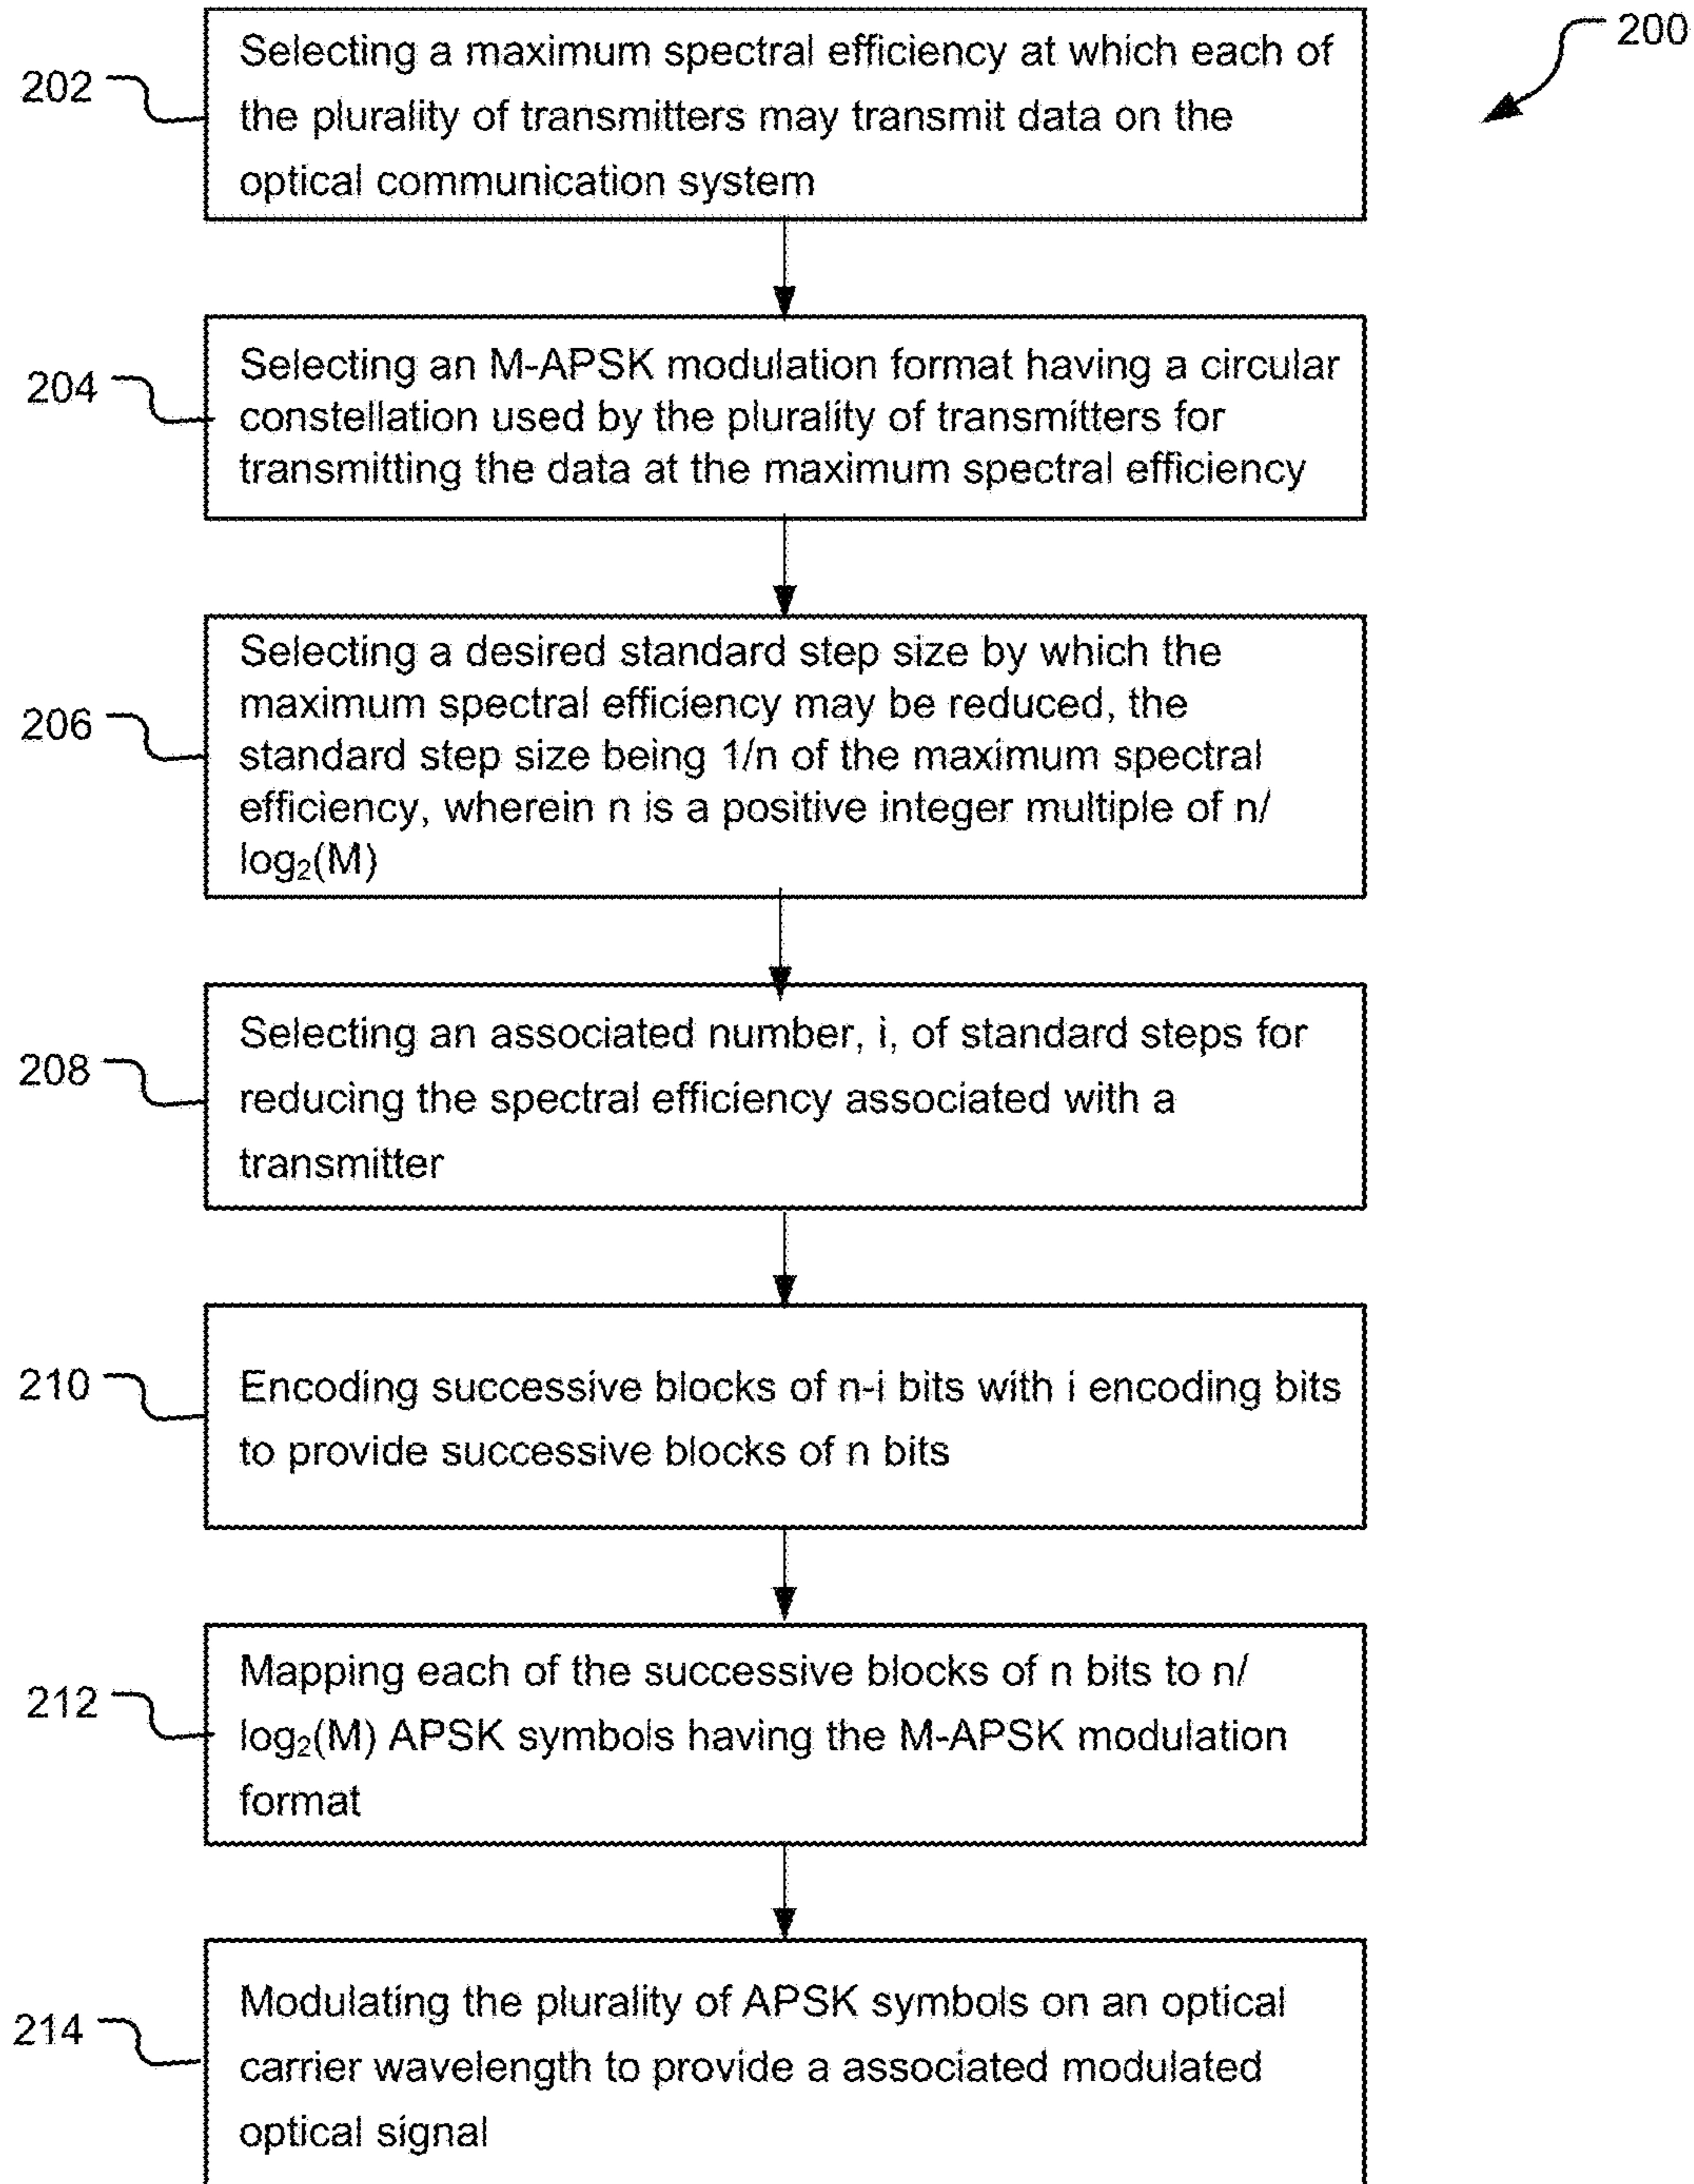 200
202
Selecting a maximum spectral efficiency at which each of
the plurality of transmitters may transmit data on the
optical communication system
204
Selecting an M-APSK modulation format having a circular
constellation used by the plurality of transmitters for
transmitting the data at the maximum spectral efficiency
206
Selecting a desired standard step size by which the
maximum spectral efficiency may be reduced, the
standard step size being 1/n of the maximum spectral
efficiency, wherein n is a positive integer multiple of n/
log₂(M)
208
Selecting an associated number, i, of standard steps for
reducing the spectral efficiency associated with a
transmitter
210
Encoding successive blocks of n-i bits with i encoding bits
to provide successive blocks of n bits
212
Mapping each of the successive blocks of n bits to n/
log₂(M) APSK symbols having the M-APSK modulation
format
214
Modulating the plurality of APSK symbols on an optical
carrier wavelength to provide a associated modulated
optical signal